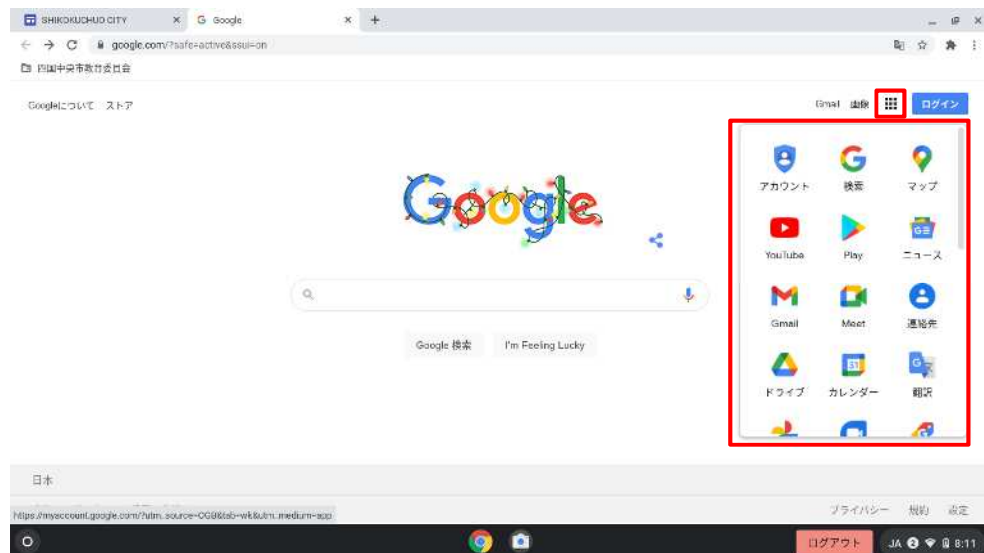 SHIKOKUCHUO CITY
Google
google.com/?safe=active&ssui=on
四国中央市教育委員会
Googleについて ストア
Gmail 画像
ログイン
Google
アカウント 検索 マップ
YouTube Play ニュース
Gmail Meet 連絡先
ドライブ カレンダー 翻訳
Google 検索 I'm Feeling Lucky
日本
https://myaccount.google.com/?utm_source=OGB&tab=wk&utm_medium=app
プライバシー 規約 設定
ログアウト
JA 2 8:11